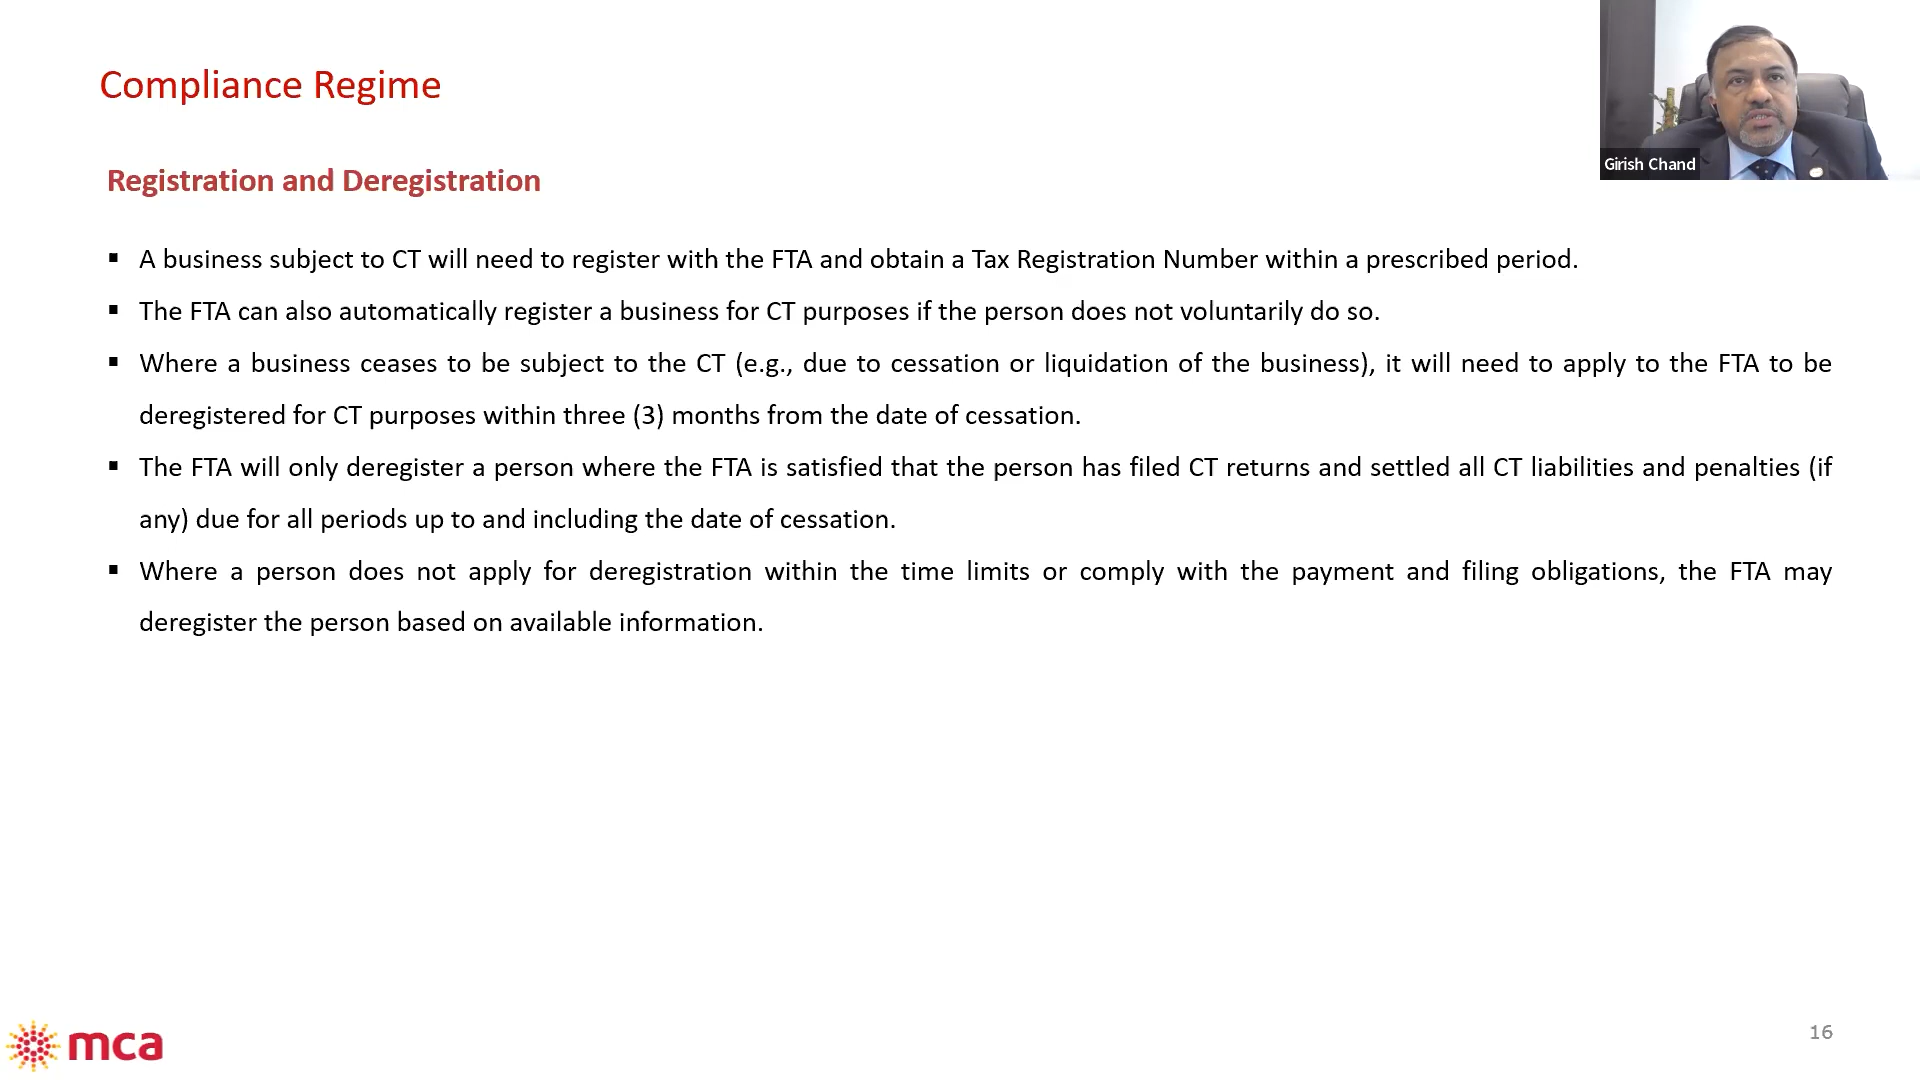 Compliance Regime
Girish Chand
Registration and Deregistration
▪ A business subject to CT will need to register with the FTA and obtain a Tax Registration Number within a prescribed period.
▪ The FTA can also automatically register a business for CT purposes if the person does not voluntarily do so.
▪ Where a business ceases to be subject to the CT (e.g., due to cessation or liquidation of the business), it will need to apply to the FTA to be
deregistered for CT purposes within three (3) months from the date of cessation.
▪ The FTA will only deregister a person where the FTA is satisfied that the person has filed CT returns and settled all CT liabilities and penalties (if
any) due for all periods up to and including the date of cessation.
▪ Where a person does not apply for deregistration within the time limits or comply with the payment and filing obligations, the FTA may
deregister the person based on available information.
mca
16